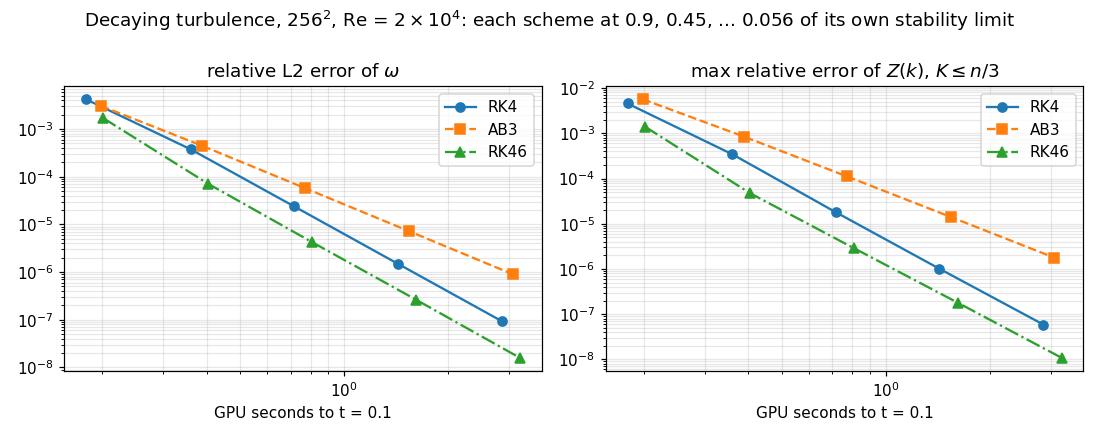 Decaying turbulence, 256², Re = 2 × 10⁴: each scheme at 0.9, 0.45, ... 0.056 of its own stability limit
relative L2 error of ω
max relative error of Z(k), K ≤ n/3
RK4
AB3
RK46
RK4
AB3
RK46
10⁻³
10⁻⁴
10⁻⁵
10⁻⁶
10⁻⁷
10⁻⁸
10⁻²
10⁻³
10⁻⁴
10⁻⁵
10⁻⁶
10⁻⁷
10⁻⁸
10⁰
10⁰
GPU seconds to t = 0.1
GPU seconds to t = 0.1